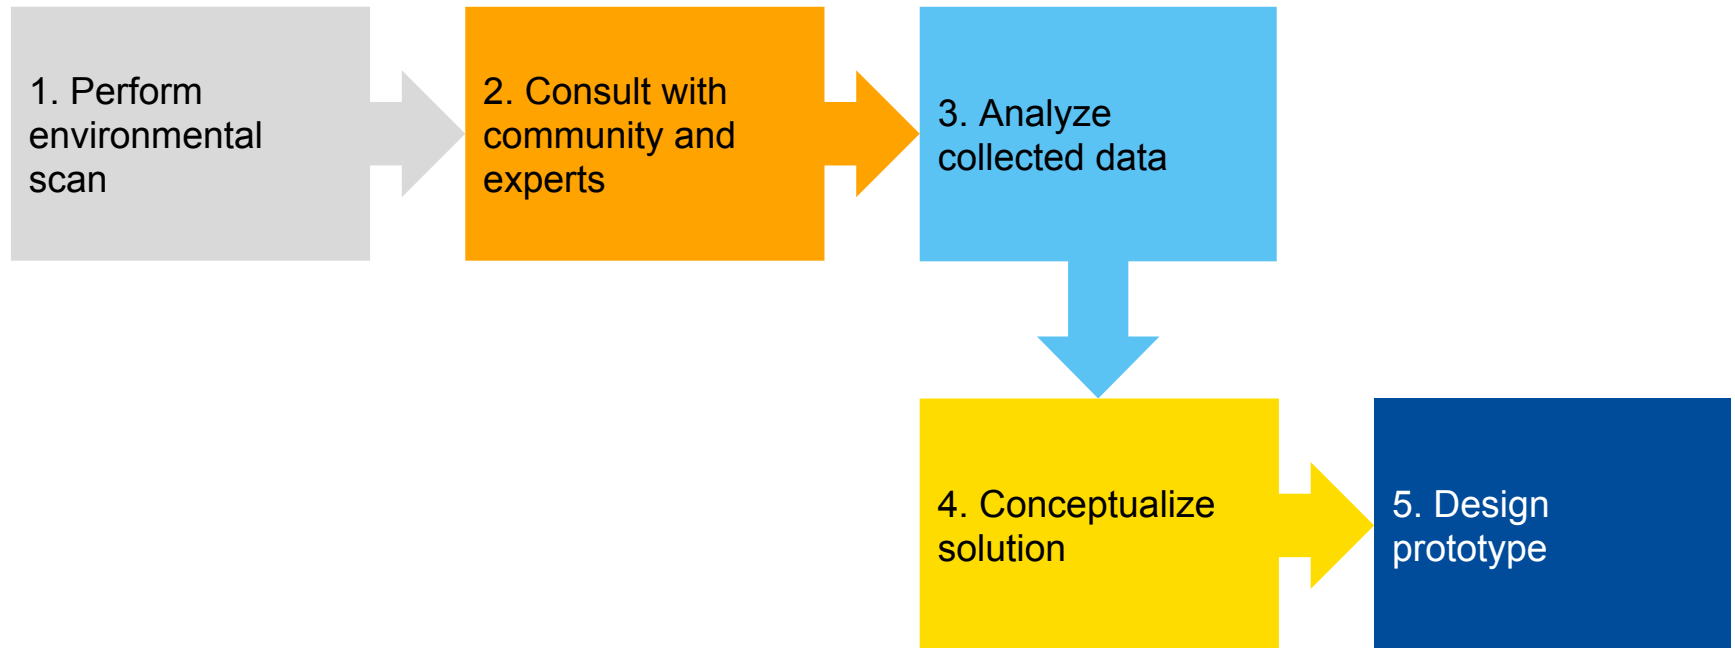 1. Perform
environmental
scan
2. Consult with
community and
experts
3. Analyze
collected data
4. Conceptualize
solution
5. Design
prototype